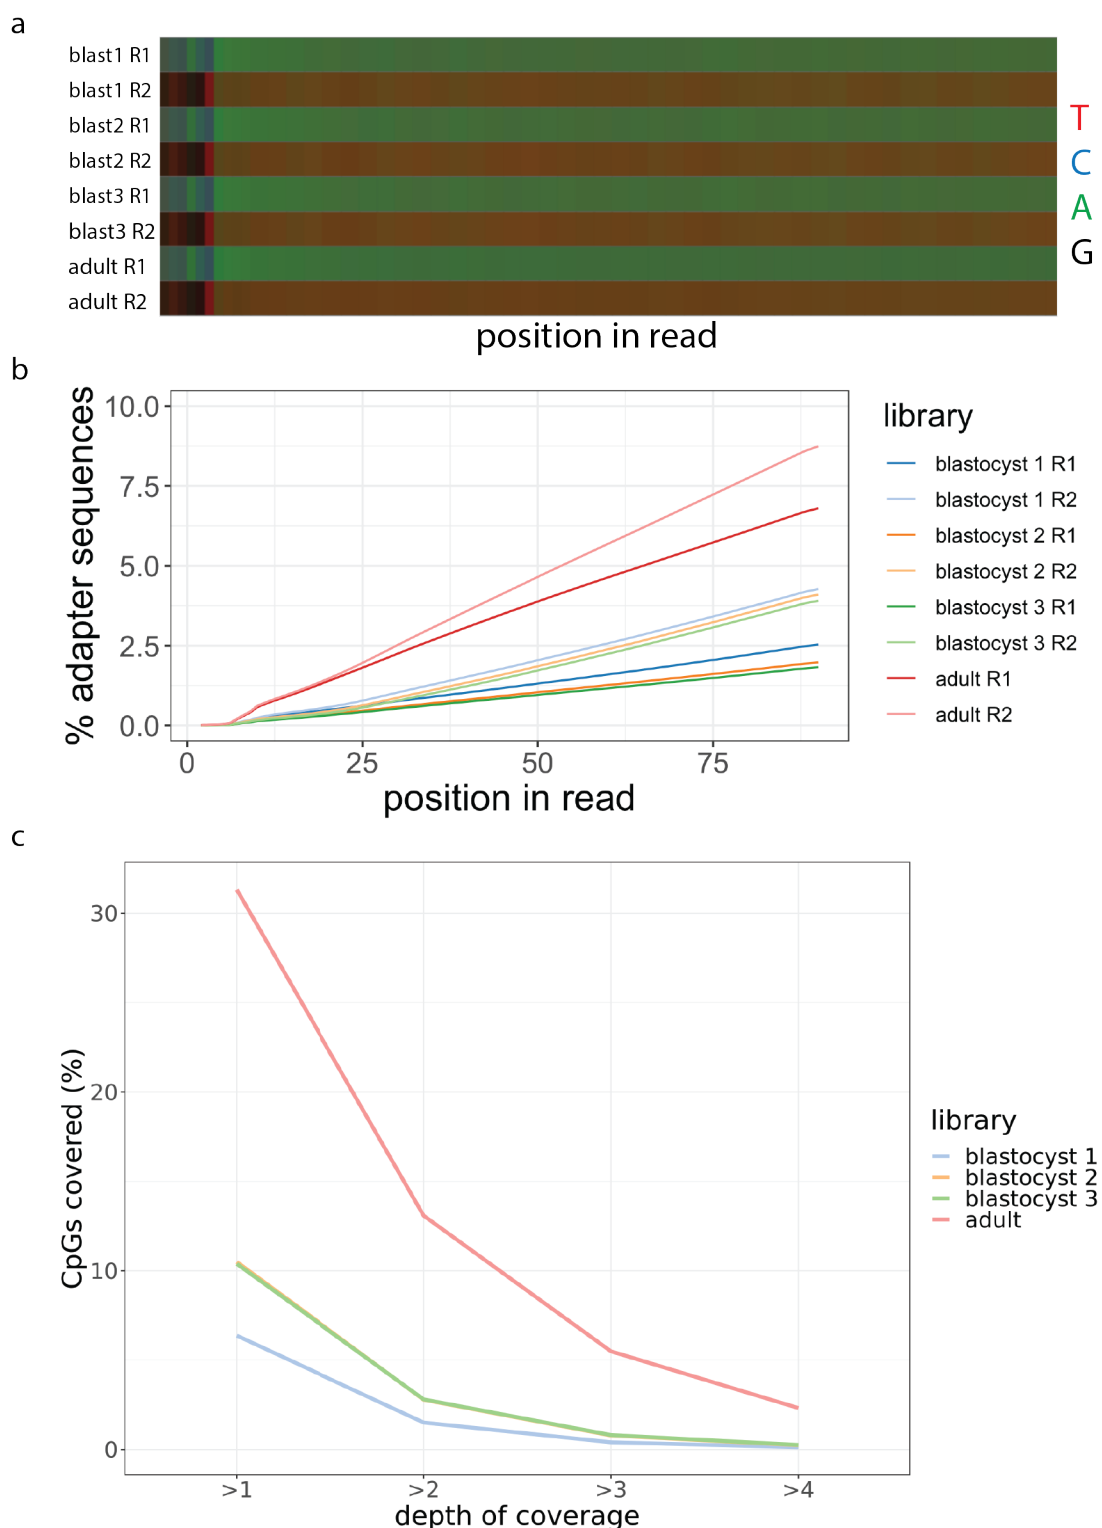 a
blast1 R1
blast1 R2
blast2 R1
blast2 R2
blast3 R1
blast3 R2
adult R1
adult R2
T
C
A
G
position in read
b
% adapter sequences
10.0
7.5
5.0
2.5
0.0
0
25
50
75
position in read
library
blastocyst 1 R1
blastocyst 1 R2
blastocyst 2 R1
blastocyst 2 R2
blastocyst 3 R1
blastocyst 3 R2
adult R1
adult R2
c
CpGs covered (%)
30
20
10
0
>1
>2
>3
>4
depth of coverage
library
blastocyst 1
blastocyst 2
blastocyst 3
adult